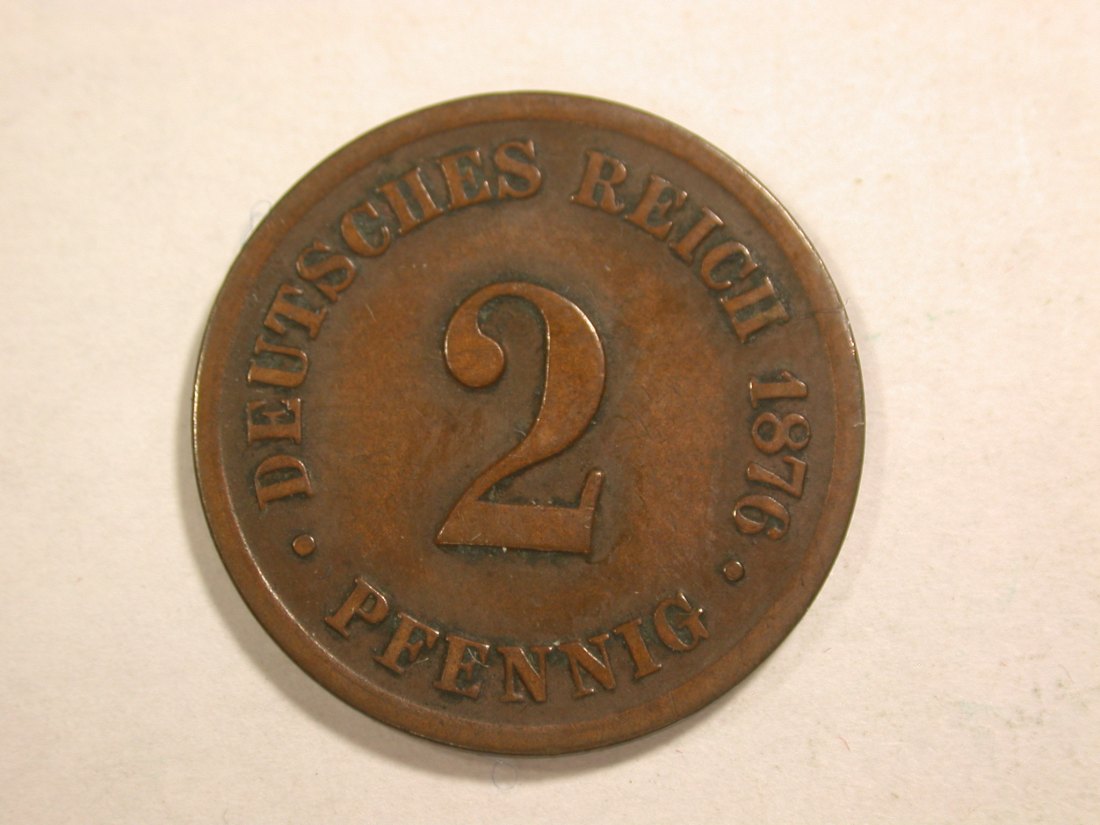 DEUTSCHES REICH 1876
2
· PFENNIG ·